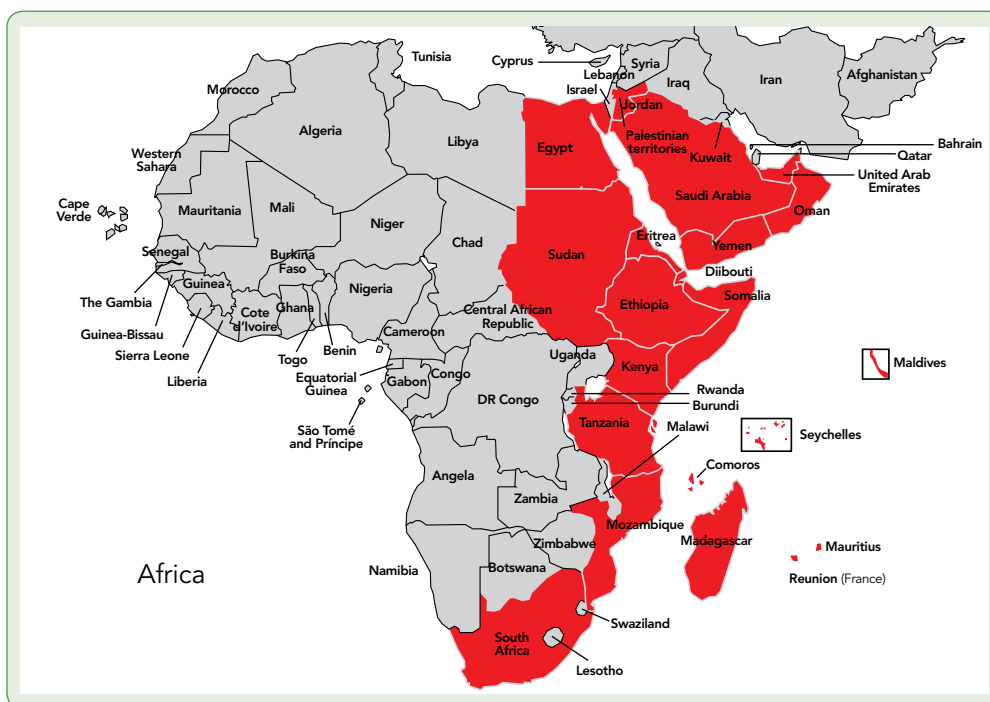 Tunisia
Cyprus
Syria
Lebanon
Israel
Iraq
Iran
Afghanistan
Morocco
Jordan
Algeria
Libya
Egypt
Palestinian
territories
Kuwait
Bahrain
Qatar
Western
Sahara
United Arab
Emirates
Cape
Verde
Mauritania
Mali
Niger
Chad
Sudan
Saudi Arabia
Oman
Eritrea
Yemen
Senegal
Burkina
Faso
Diibouti
The Gambia
Guinea
Nigeria
Ethiopia
Somalia
Guinea-Bissau
Cote
d'Ivoire
Ghana
Central African
Republic
Sierra Leone
Cameroon
Liberia
Togo
Benin
Uganda
Kenya
Maldives
Equatorial
Guinea
Gabon
Congo
DR Congo
Rwanda
Burundi
São Tomé
and Príncipe
Tanzania
Malawi
Seychelles
Comoros
Angela
Zambia
Mozambique
Madagascar
Zimbabwe
Mauritius
Africa
Namibia
Botswana
Reunion (France)
Swaziland
South
Africa
Lesotho